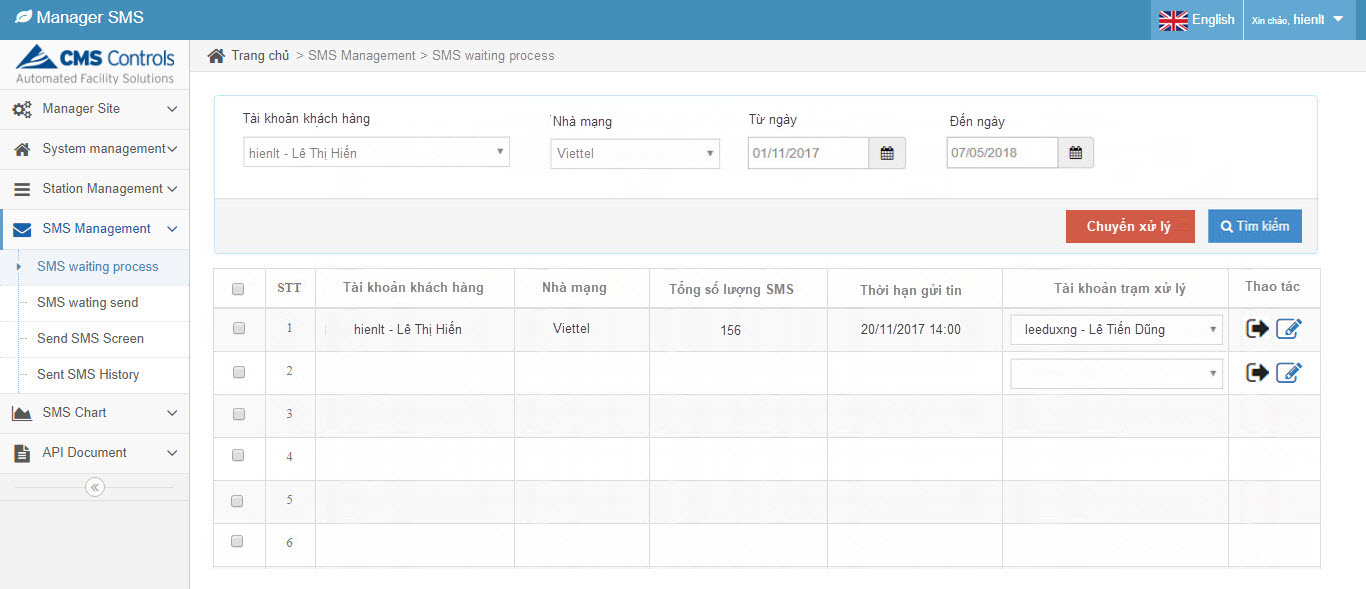 Manager SMS
English
Xin chào, hienlt
CMS Controls
Automated Facility Solutions
Trang chủ > SMS Management > SMS waiting process
Manager Site
System management
Station Management
SMS Management
SMS waiting process
SMS wating send
Send SMS Screen
Sent SMS History
SMS Chart
API Document
Tài khoản khách hàng
Nhà mạng
Từ ngày
Đến ngày
hienlt - Lê Thị Hiến
Viettel
01/11/2017
07/05/2018
Chuyển xử lý
Tìm kiếm
STT Tài khoản khách hàng Nhà mạng Tổng số lượng SMS Thời hạn gửi tin Tài khoản trạm xử lý Thao tác
1 hienlt - Lê Thị Hiến Viettel 156 20/11/2017 14:00 leeduxng - Lê Tiến Dũng
2
3
4
5
6